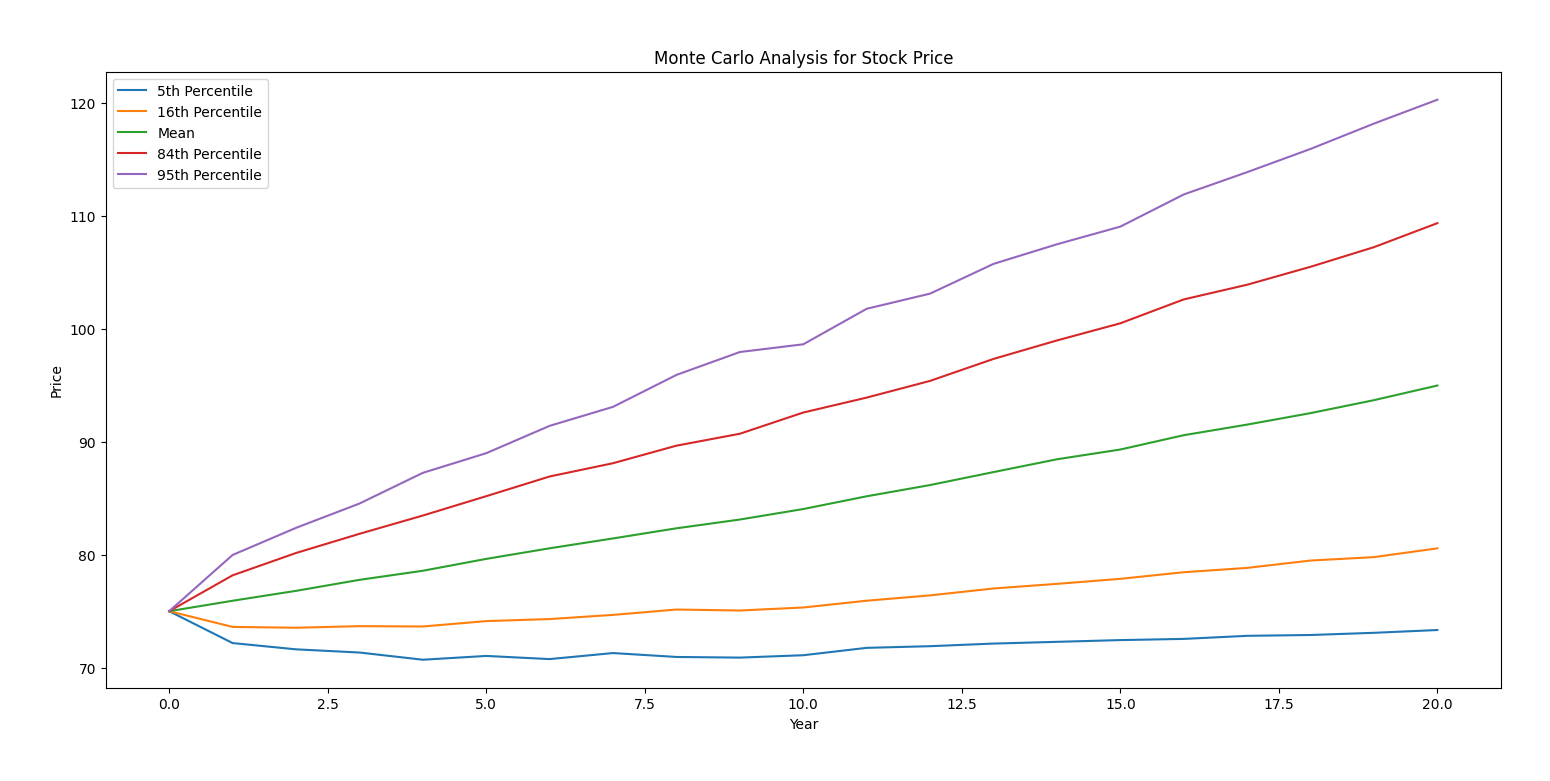 Monte Carlo Analysis for Stock Price
5th Percentile
16th Percentile
Mean
84th Percentile
95th Percentile
120
110
100
90
80
70
Price
0.0 2.5 5.0 7.5 10.0 12.5 15.0 17.5 20.0
Year